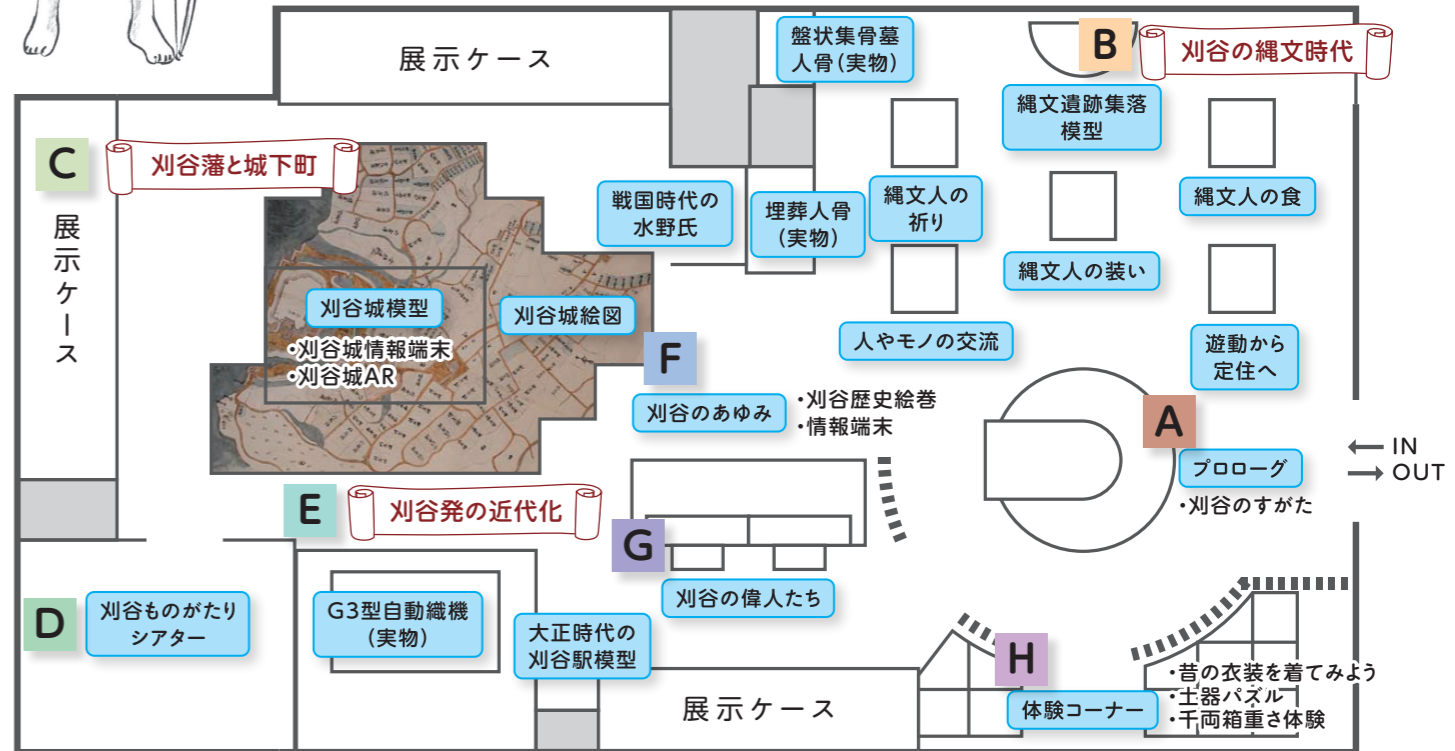 展示ケース
盤状集骨墓
人骨(実物)
B
刈谷の縄文時代
縄文遺跡集落
模型
C
刈谷藩と城下町
展示ケース
戦国時代の
水野氏
埋葬人骨
(実物)
縄文人の
祈り
縄文人の食
縄文人の装い
刈谷城模型
・刈谷城情報端末
・刈谷城AR
刈谷城絵図
人やモノの交流
遊動から
定住へ
F
刈谷のあゆみ
・刈谷歴史絵巻
・情報端末
A
プロローグ
・刈谷のすがた
← IN
→ OUT
E
刈谷発の近代化
G
刈谷の偉人たち
D
刈谷ものがたり
シアター
G3型自動織機
(実物)
大正時代の
刈谷駅模型
展示ケース
H
体験コーナー
・昔の衣装を着てみよう
・土器パズル
・千両箱重さ体験